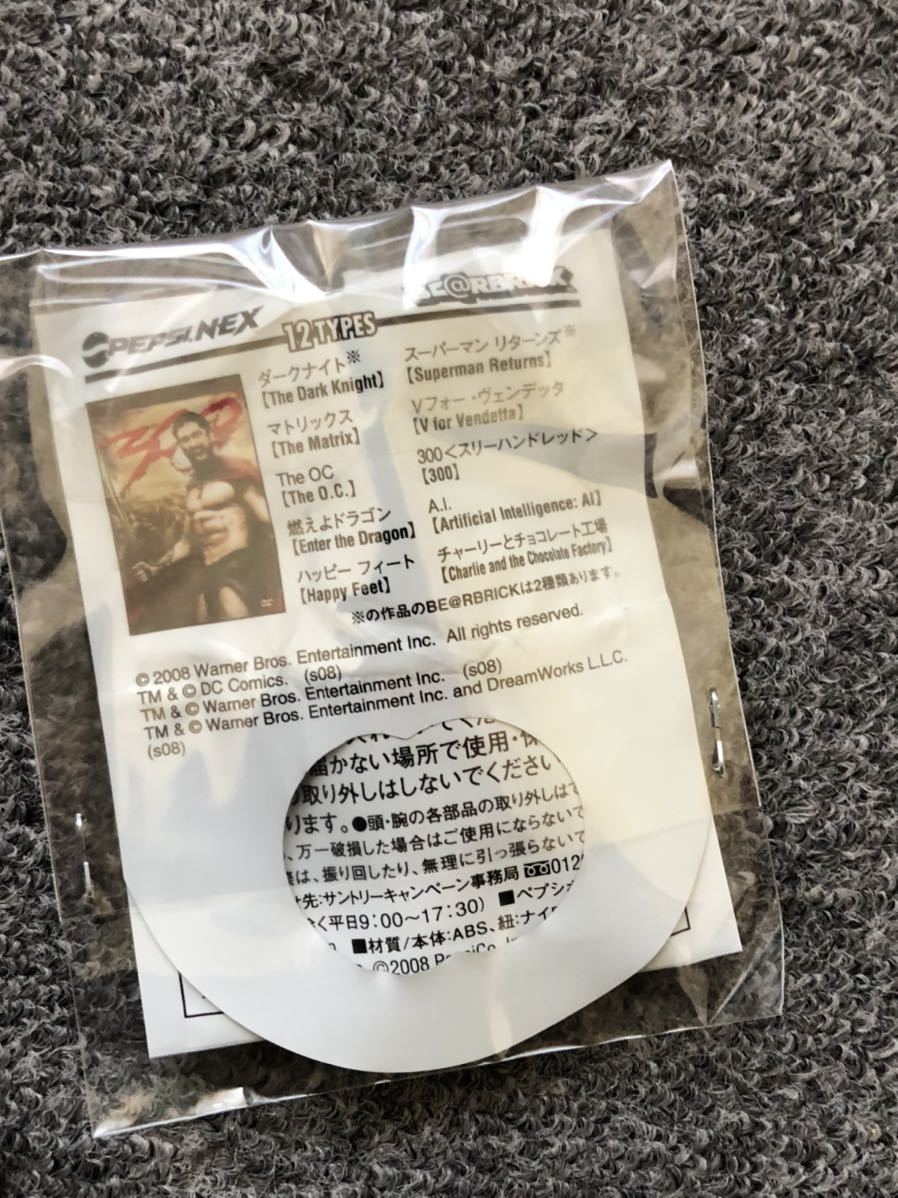 PEPSI.NEX
BE@RBRICK
12TYPES
300
ダークナイト※
【The Dark Knight】
マトリックス
【The Matrix】
The OC
【The O.C.】
燃えよドラゴン
【Enter the Dragon】
ハッピー フィート
【Happy Feet】
スーパーマン リターンズ※
【Superman Returns】
Vフォー・ヴェンデッタ
【V for Vendetta】
300<スリーハンドレッド>
【300】
A.I.
【Artificial Intelligence: AI】
チャーリーとチョコレート工場
【Charlie and the Chocolate Factory】
※の作品のBE@RBRICKは2種類あります。
© 2008 Warner Bros. Entertainment Inc. All rights reserved.
TM & © DC Comics. (s08)
TM & © Warner Bros. Entertainment Inc. (s08)
TM & © Warner Bros. Entertainment Inc. and DreamWorks L.L.C.
(s08)
届かない場所で使用・保
取り外しはしないでください
ります。●頭・腕の各部品の取り外しは
、万一破損した場合はご使用にならないで
は、振り回したり、無理に引っ張らないで
先:サントリーキャンペーン事務局 012
く平日9:00〜17:30) ■ペプシ
■材質/本体:ABS、紐:ナイロ
©2008 PepsiCo, In